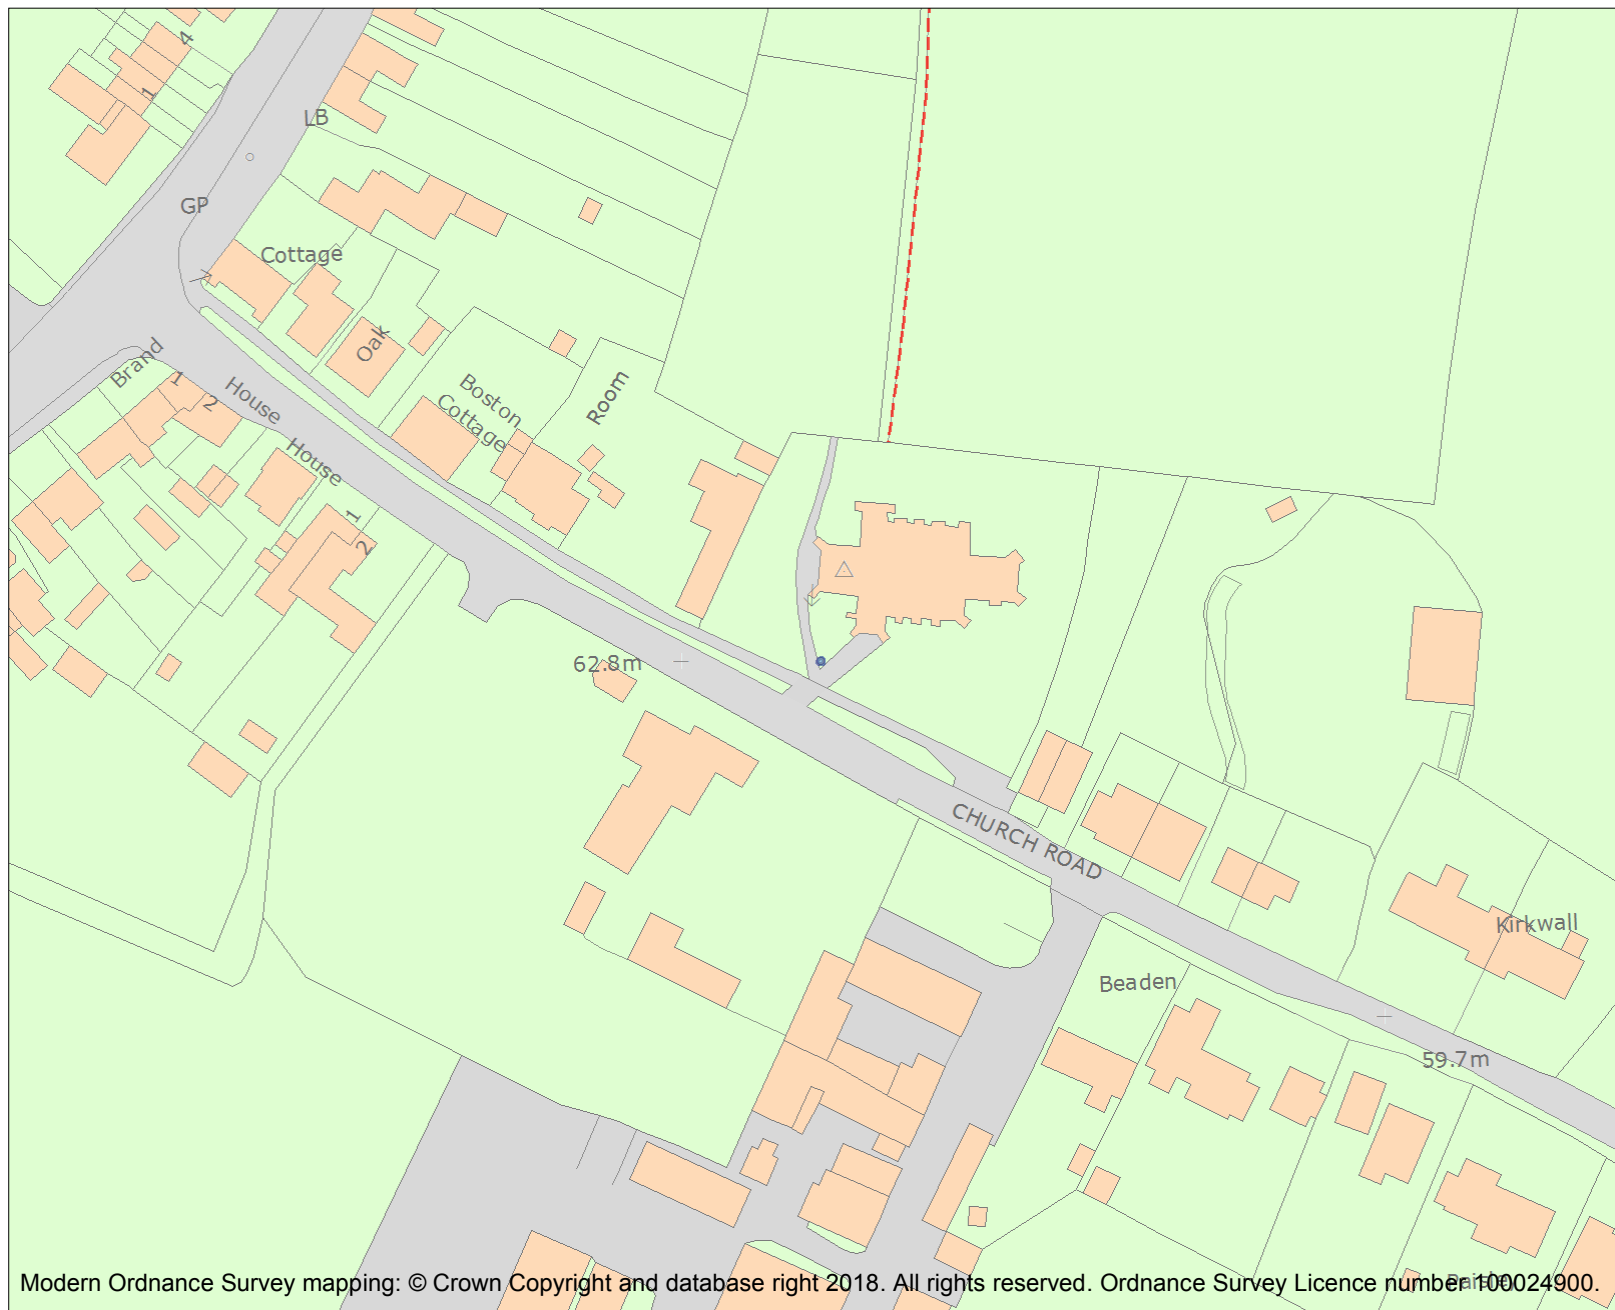 4
1
LB
GP
Cottage
Oak
Brand
1
2
House
House
Boston
Cottage
Room
1
2
62.8m
CHURCH ROAD
Kirkwall
Beaden
59.7m
Paisley
Modern Ordnance Survey mapping: © Crown Copyright and database right 2018. All rights reserved. Ordnance Survey Licence number 100024900.